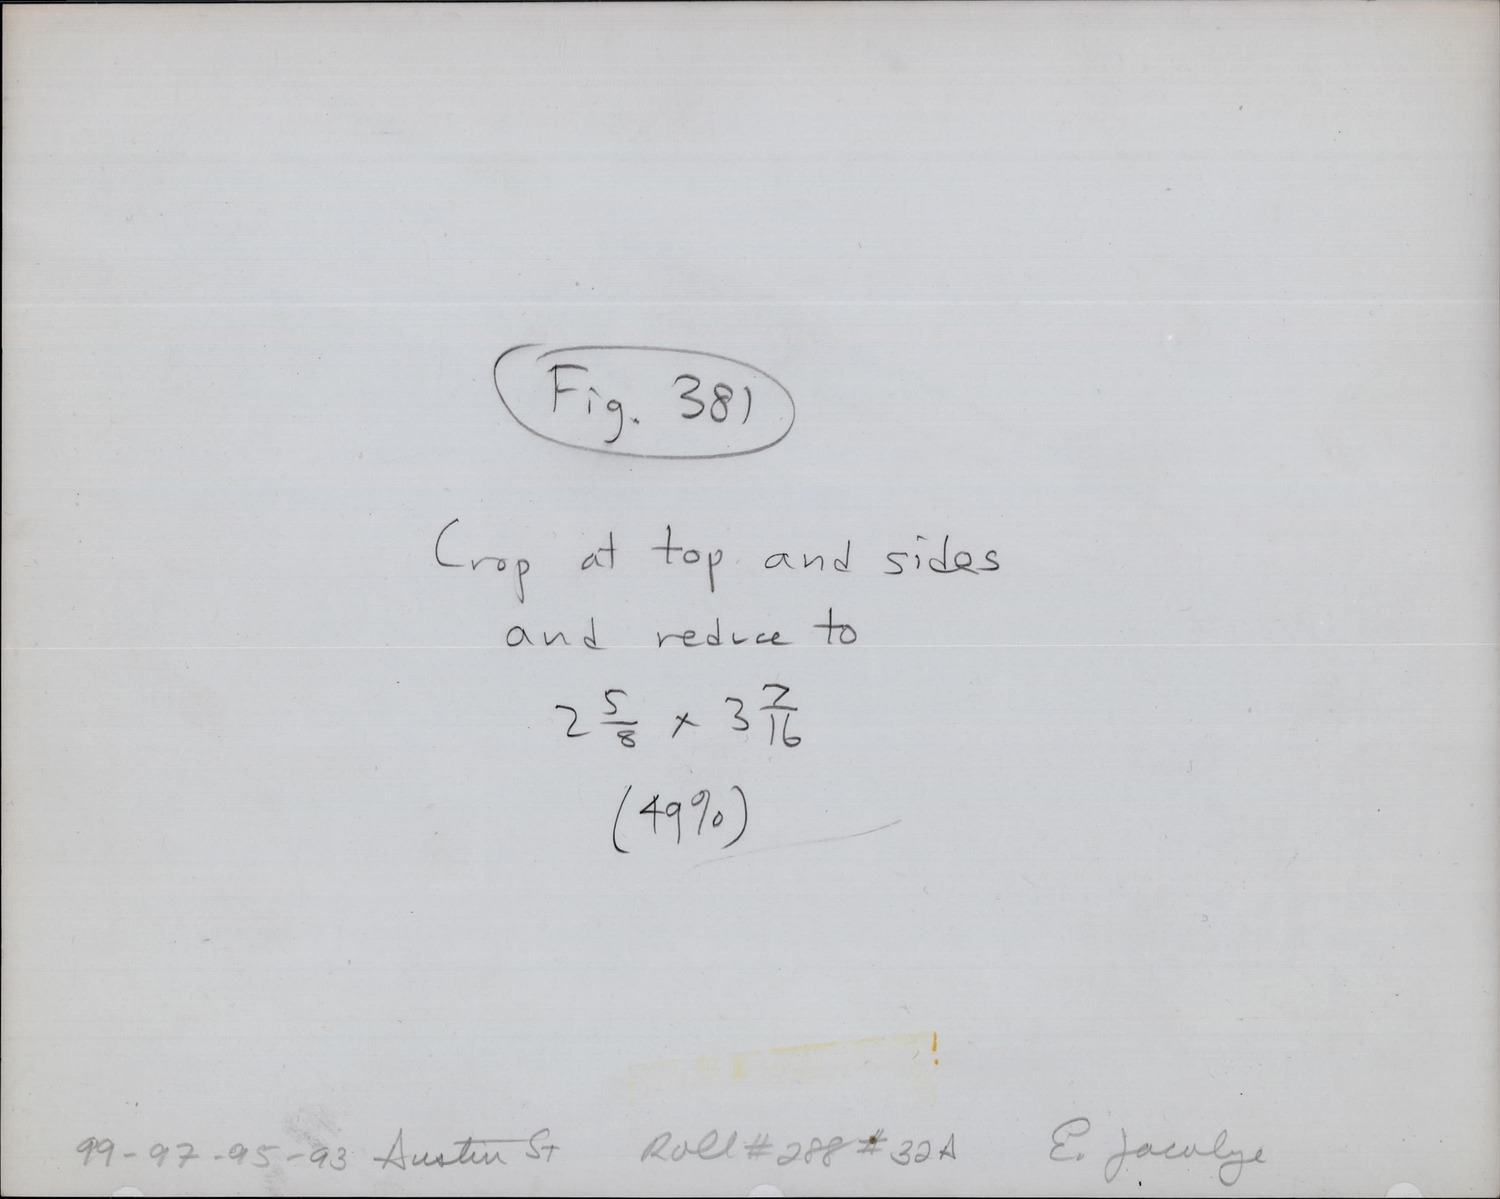 Fig. 381
Crop at top and sides
and reduce to
2 5/8 x 3 7/16
(49%)
99-97-95-93 Austin St Roll #288 #32A E.